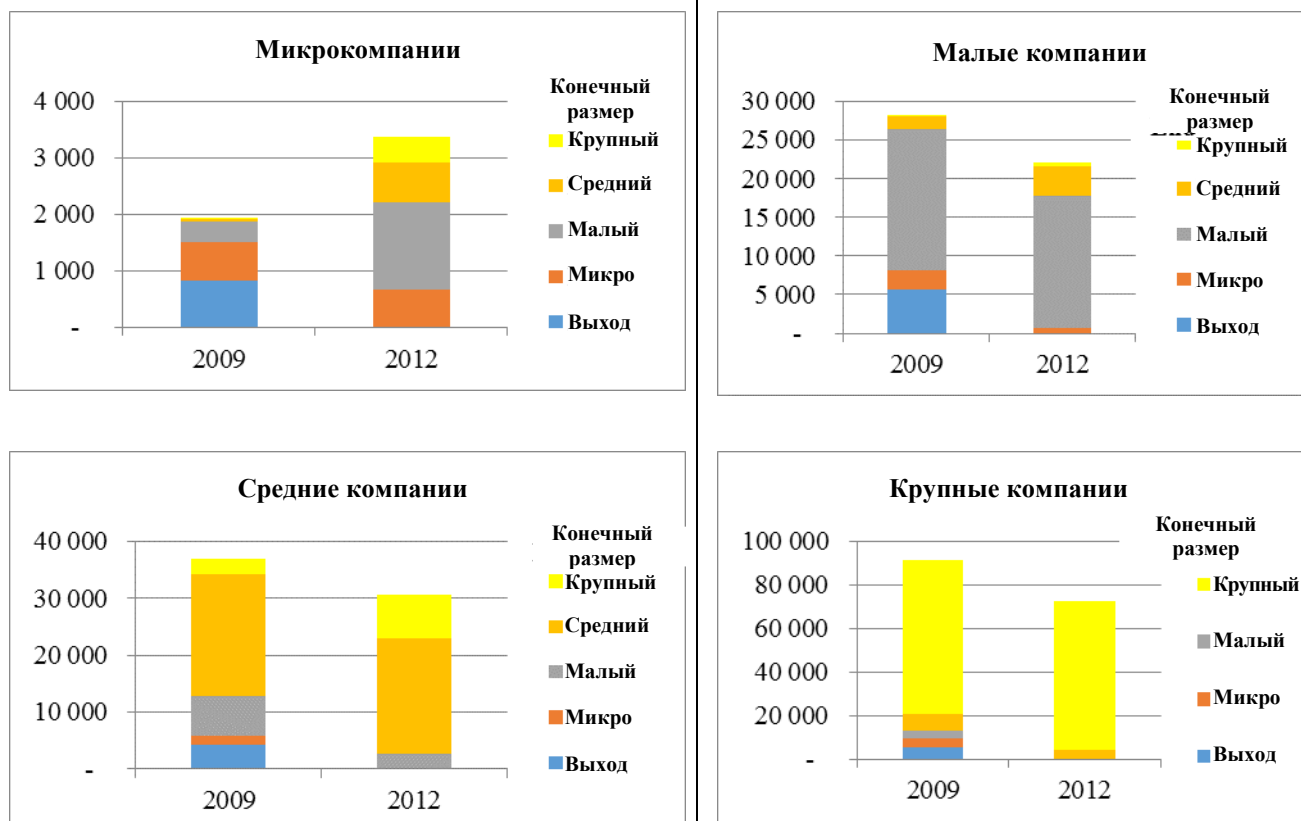 Микрокомпании
Конечный
размер
4 000
3 000
2 000
1 000
-
Крупный
Средний
Малый
Микро
Выход
2009 2012
Малые компании
Конечный
размер
30 000
25 000
20 000
15 000
10 000
5 000
-
Крупный
Средний
Малый
Микро
Выход
2009 2012
Средние компании
Конечный
размер
40 000
30 000
20 000
10 000
-
Крупный
Средний
Малый
Микро
Выход
2009 2012
Крупные компании
Конечный
размер
100 000
80 000
60 000
40 000
20 000
-
Крупный
Малый
Микро
Выход
2009 2012